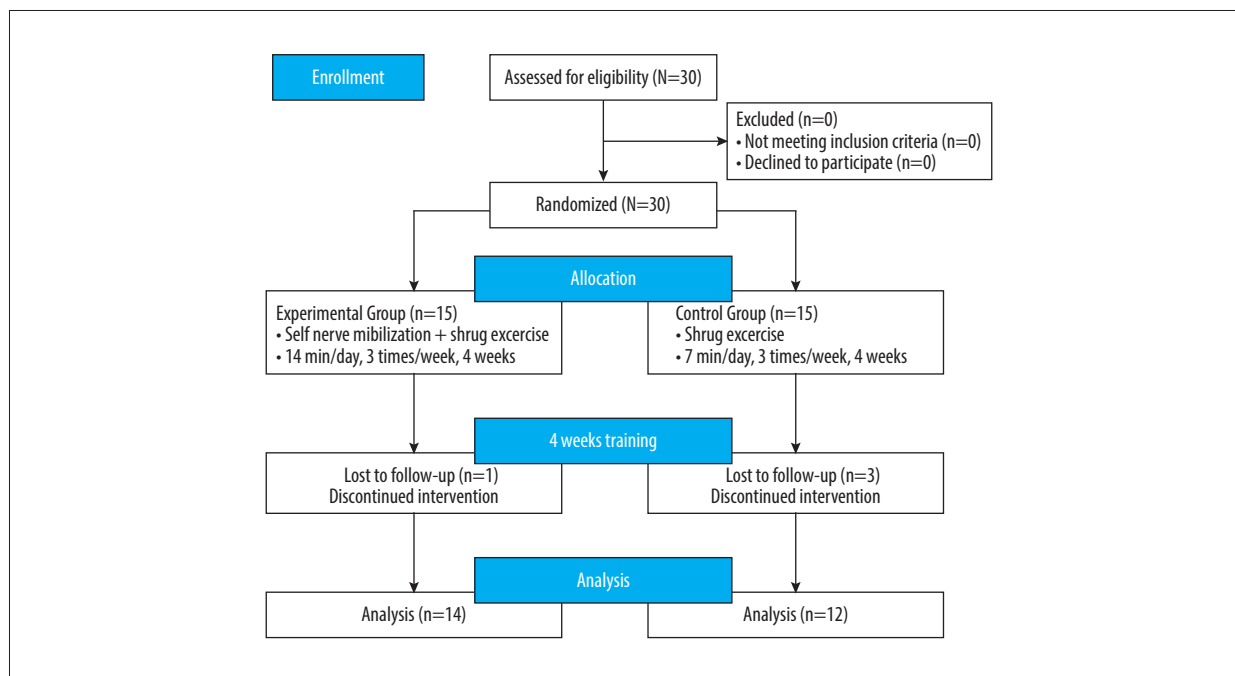 Enrollment
Assessed for eligibility (N=30)
Excluded (n=0)
• Not meeting inclusion criteria (n=0)
• Declined to participate (n=0)
Randomized (N=30)
Allocation
Experimental Group (n=15)
• Self nerve mibilization + shrug excercise
• 14 min/day, 3 times/week, 4 weeks
Control Group (n=15)
• Shrug excercise
• 7 min/day, 3 times/week, 4 weeks
4 weeks training
Lost to follow-up (n=1)
Discontinued intervention
Lost to follow-up (n=3)
Discontinued intervention
Analysis
Analysis (n=14)
Analysis (n=12)